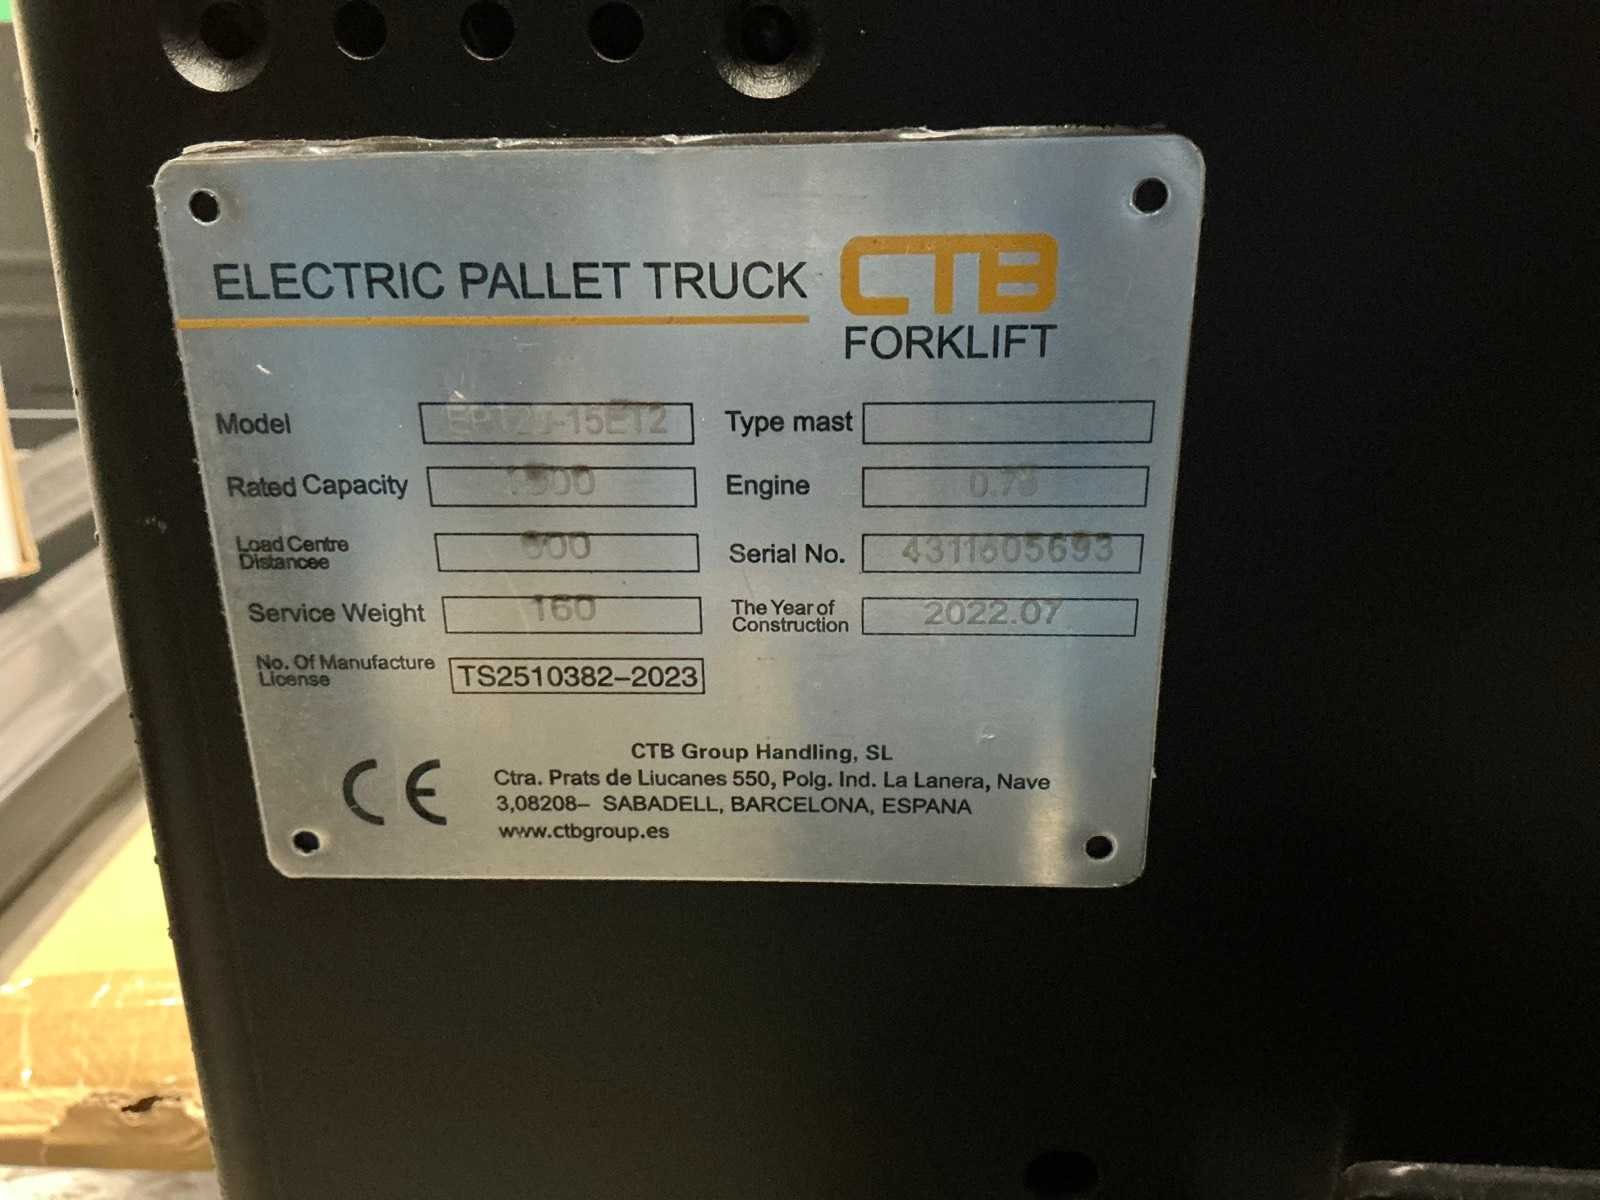 ELECTRIC PALLET TRUCK
CTB
FORKLIFT
Model EPT20-15ET2 Type mast
Rated Capacity 1500 Engine 0.78
Load Centre Distancee 600 Serial No. 4311605693
Service Weight 160 The Year of Construction 2022.07
No. Of Manufacture License TS2510382-2023
CE
CTB Group Handling, SL
Ctra. Prats de Liucanes 550, Polg. Ind. La Lanera, Nave
3,08208- SABADELL, BARCELONA, ESPANA
www.ctbgroup.es